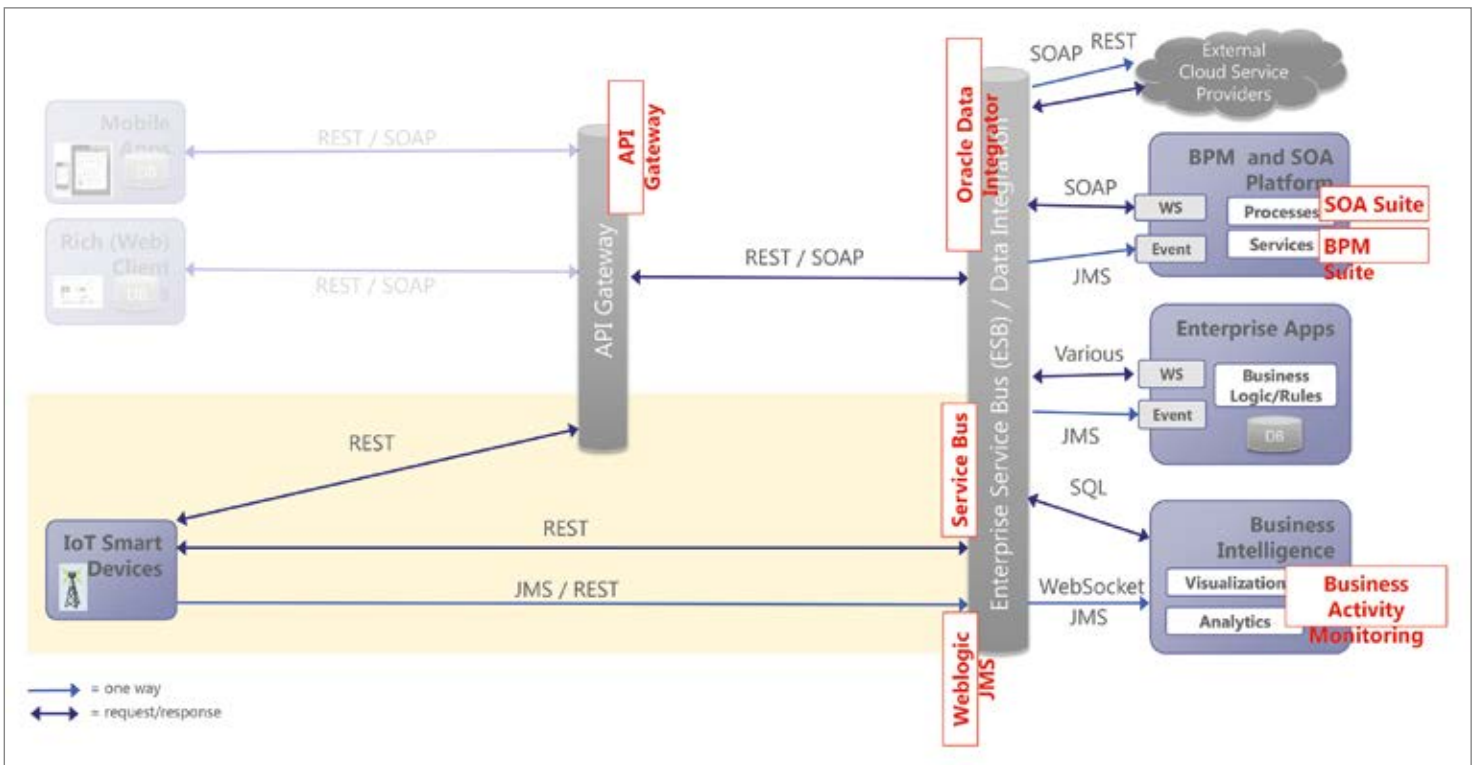 Mobile
Apps
DB
REST / SOAP
Rich (Web)
Client
DB
REST / SOAP
API
Gateway
API Gateway
REST / SOAP
REST
IoT Smart
Devices
REST
JMS / REST
Oracle Data
Integrator
Enterprise Service Bus (ESB) / Data Integration
Service Bus
Weblogic
JMS
SOAP
REST
External
Cloud Service
Providers
SOAP
JMS
BPM and SOA
Platform
WS
Processes
SOA Suite
Event
Services
BPM
Suite
Various
JMS
Enterprise Apps
WS
Business
Logic/Rules
Event
DB
SQL
WebSocket
JMS
Business
Intelligence
Visualization
Analytics
Business
Activity
Monitoring
= one way
= request/response